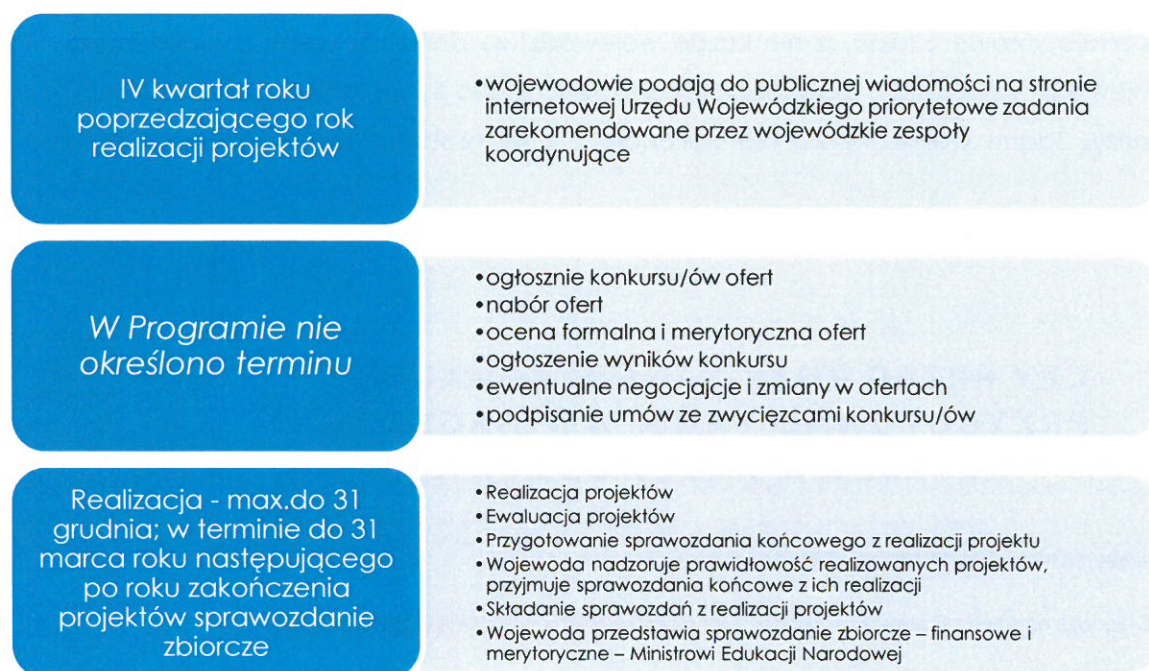 IV kwartał roku
poprzedzającego rok
realizacji projektów
•wojewodowie podają do publicznej wiadomości na stronie
internetowej Urzędu Wojewódzkiego priorytetowe zadania
zarekomendowane przez wojewódzkie zespoły
koordynujące
W Programie nie
określono terminu
•ogłosznie konkursu/ów ofert
•nabór ofert
•ocena formalna i merytoryczna ofert
•ogłoszenie wyników konkursu
•ewentualne negocjajcje i zmiany w ofertach
•podpisanie umów ze zwycięzcami konkursu/ów
Realizacja - max.do 31
grudnia; w terminie do 31
marca roku następującego
po roku zakończenia
projektów sprawozdanie
zbiorcze
•Realizacja projektów
•Ewaluacja projektów
•Przygotowanie sprawozdania końcowego z realizacji projektu
•Wojewoda nadzoruje prawidłowość realizowanych projektów,
przyjmuje sprawozdania końcowe z ich realizacji
•Składanie sprawozdań z realizacji projektów
•Wojewoda przedstawia sprawozdanie zbiorcze – finansowe i
merytoryczne – Ministrowi Edukacji Narodowej